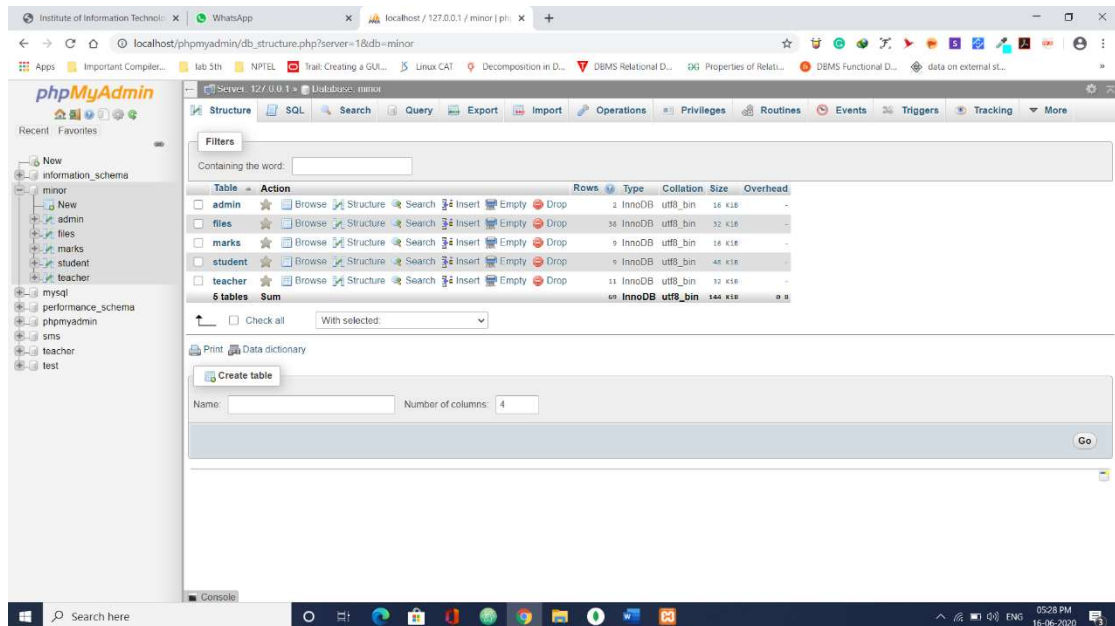 Institute of Information Technolo
WhatsApp
localhost / 127.0.0.1 / minor | ph
localhost/phpmyadmin/db_structure.php?server=1&db=minor
Apps Important Compiler... lab 5th NPTEL Trail: Creating a GUI... Linux CAT Decomposition in D... DBMS Relational D... Properties of Relati... DBMS Functional D... data on external st...
phpMyAdmin
Recent Favorites
New
information_schema
minor
New
admin
files
marks
student
teacher
mysql
performance_schema
phpmyadmin
sms
teacher
test
Server: 127.0.0.1 » Database: minor
Structure SQL Search Query Export Import Operations Privileges Routines Events Triggers Tracking More
Filters
Containing the word:
Table Action Rows Type Collation Size Overhead
admin Browse Structure Search Insert Empty Drop 2 InnoDB utf8_bin 16 KiB -
files Browse Structure Search Insert Empty Drop InnoDB utf8_bin 32 KiB -
marks Browse Structure Search Insert Empty Drop 9 InnoDB utf8_bin 16 KiB -
student Browse Structure Search Insert Empty Drop 9 InnoDB utf8_bin 48 KiB -
teacher Browse Structure Search Insert Empty Drop 11 InnoDB utf8_bin 32 KiB -
5 tables Sum 69 InnoDB utf8_bin 144 KiB 0 B
Check all With selected:
Print Data dictionary
Create table
Name: Number of columns: 4
Go
Console
Search here
ENG
05:28 PM
16-06-2020